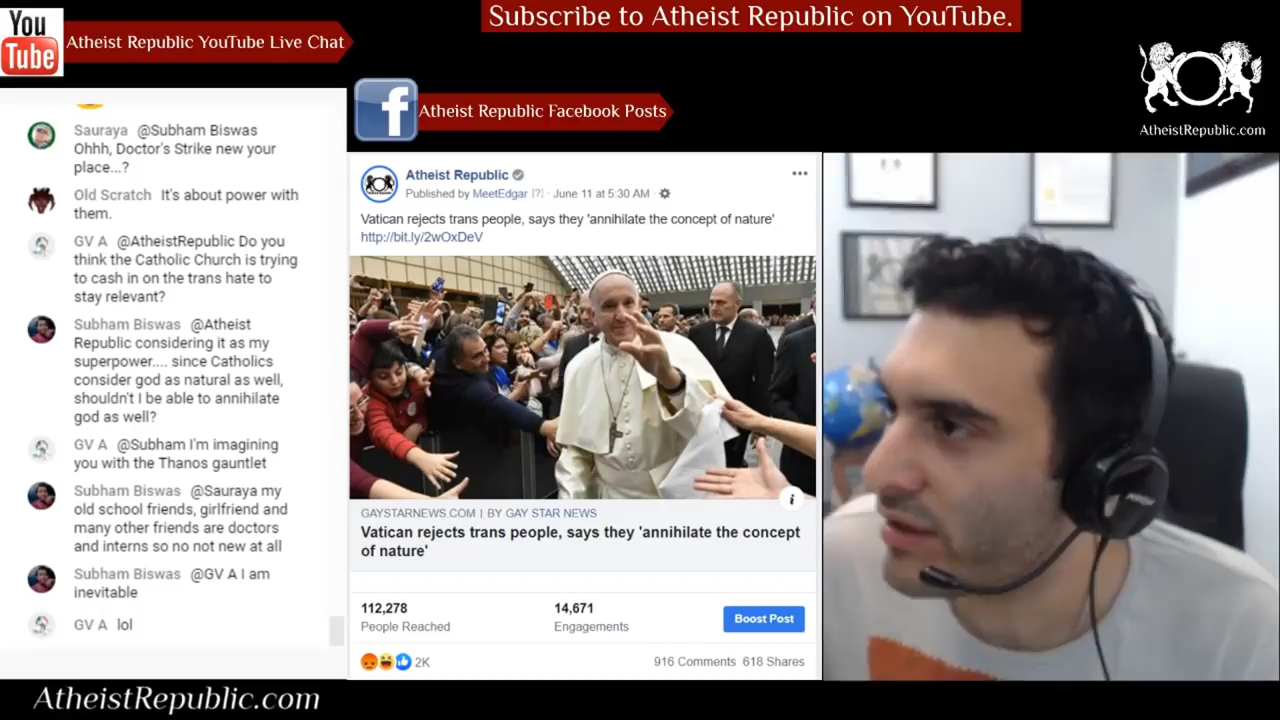 Subscribe to Atheist Republic on YouTube.
You
Tube
Atheist Republic YouTube Live Chat
AtheistRepublic.com
f
Atheist Republic Facebook Posts
Sauraya @Subham Biswas
Ohhh, Doctor's Strike new your
place...?
Old Scratch It's about power with
them.
GV A @AtheistRepublic Do you
think the Catholic Church is trying
to cash in on the trans hate to
stay relevant?
Subham Biswas @Atheist
Republic considering it as my
superpower.... since Catholics
consider god as natural as well,
shouldn't I be able to annihilate
god as well?
GV A @Subham I'm imagining
you with the Thanos gauntlet
Subham Biswas @Sauraya my
old school friends, girlfriend and
many other friends are doctors
and interns so no not new at all
Subham Biswas @GV A I am
inevitable
GV A lol
Atheist Republic
Published by MeetEdgar [?] · June 11 at 5:30 AM ·
Vatican rejects trans people, says they 'annihilate the concept of nature'
http://bit.ly/2wOxDeV
i
GAYSTARNEWS.COM | BY GAY STAR NEWS
Vatican rejects trans people, says they 'annihilate the concept
of nature'
112,278
People Reached
14,671
Engagements
Boost Post
2K
916 Comments 618 Shares
AtheistRepublic.com